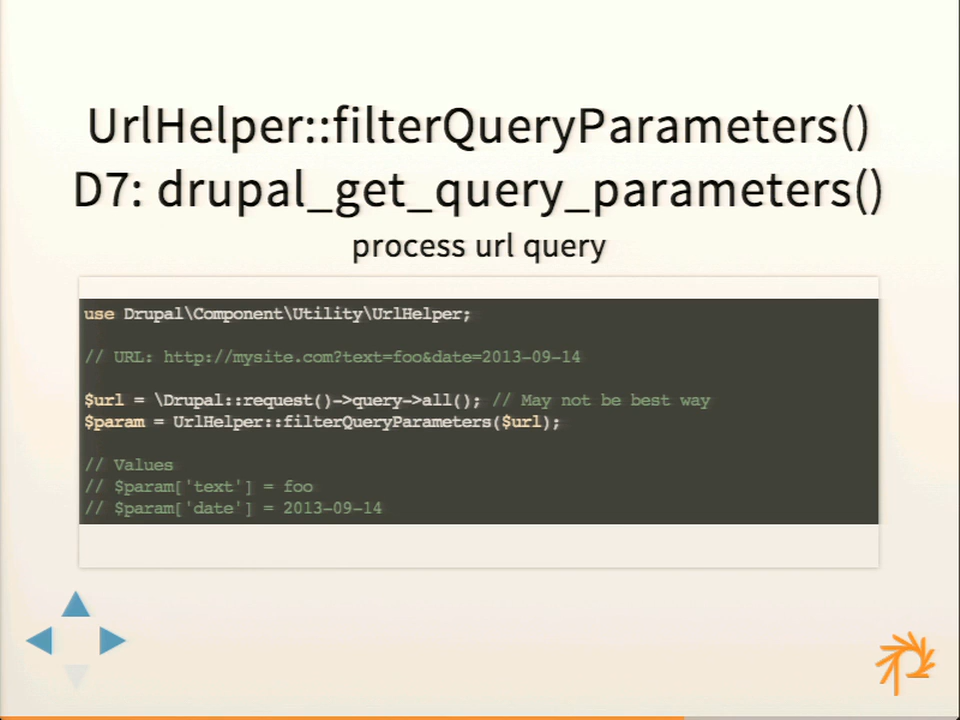 UrlHelper::filterQueryParameters()
D7: drupal_get_query_parameters()
process url query
use Drupal\Component\Utility\UrlHelper;
// URL: http://mysite.com?text=foo&date=2013-09-14
$url = \Drupal::request()->query->all(); // May not be best way
$param = UrlHelper::filterQueryParameters($url);
// Values
// $param['text'] = foo
// $param['date'] = 2013-09-14